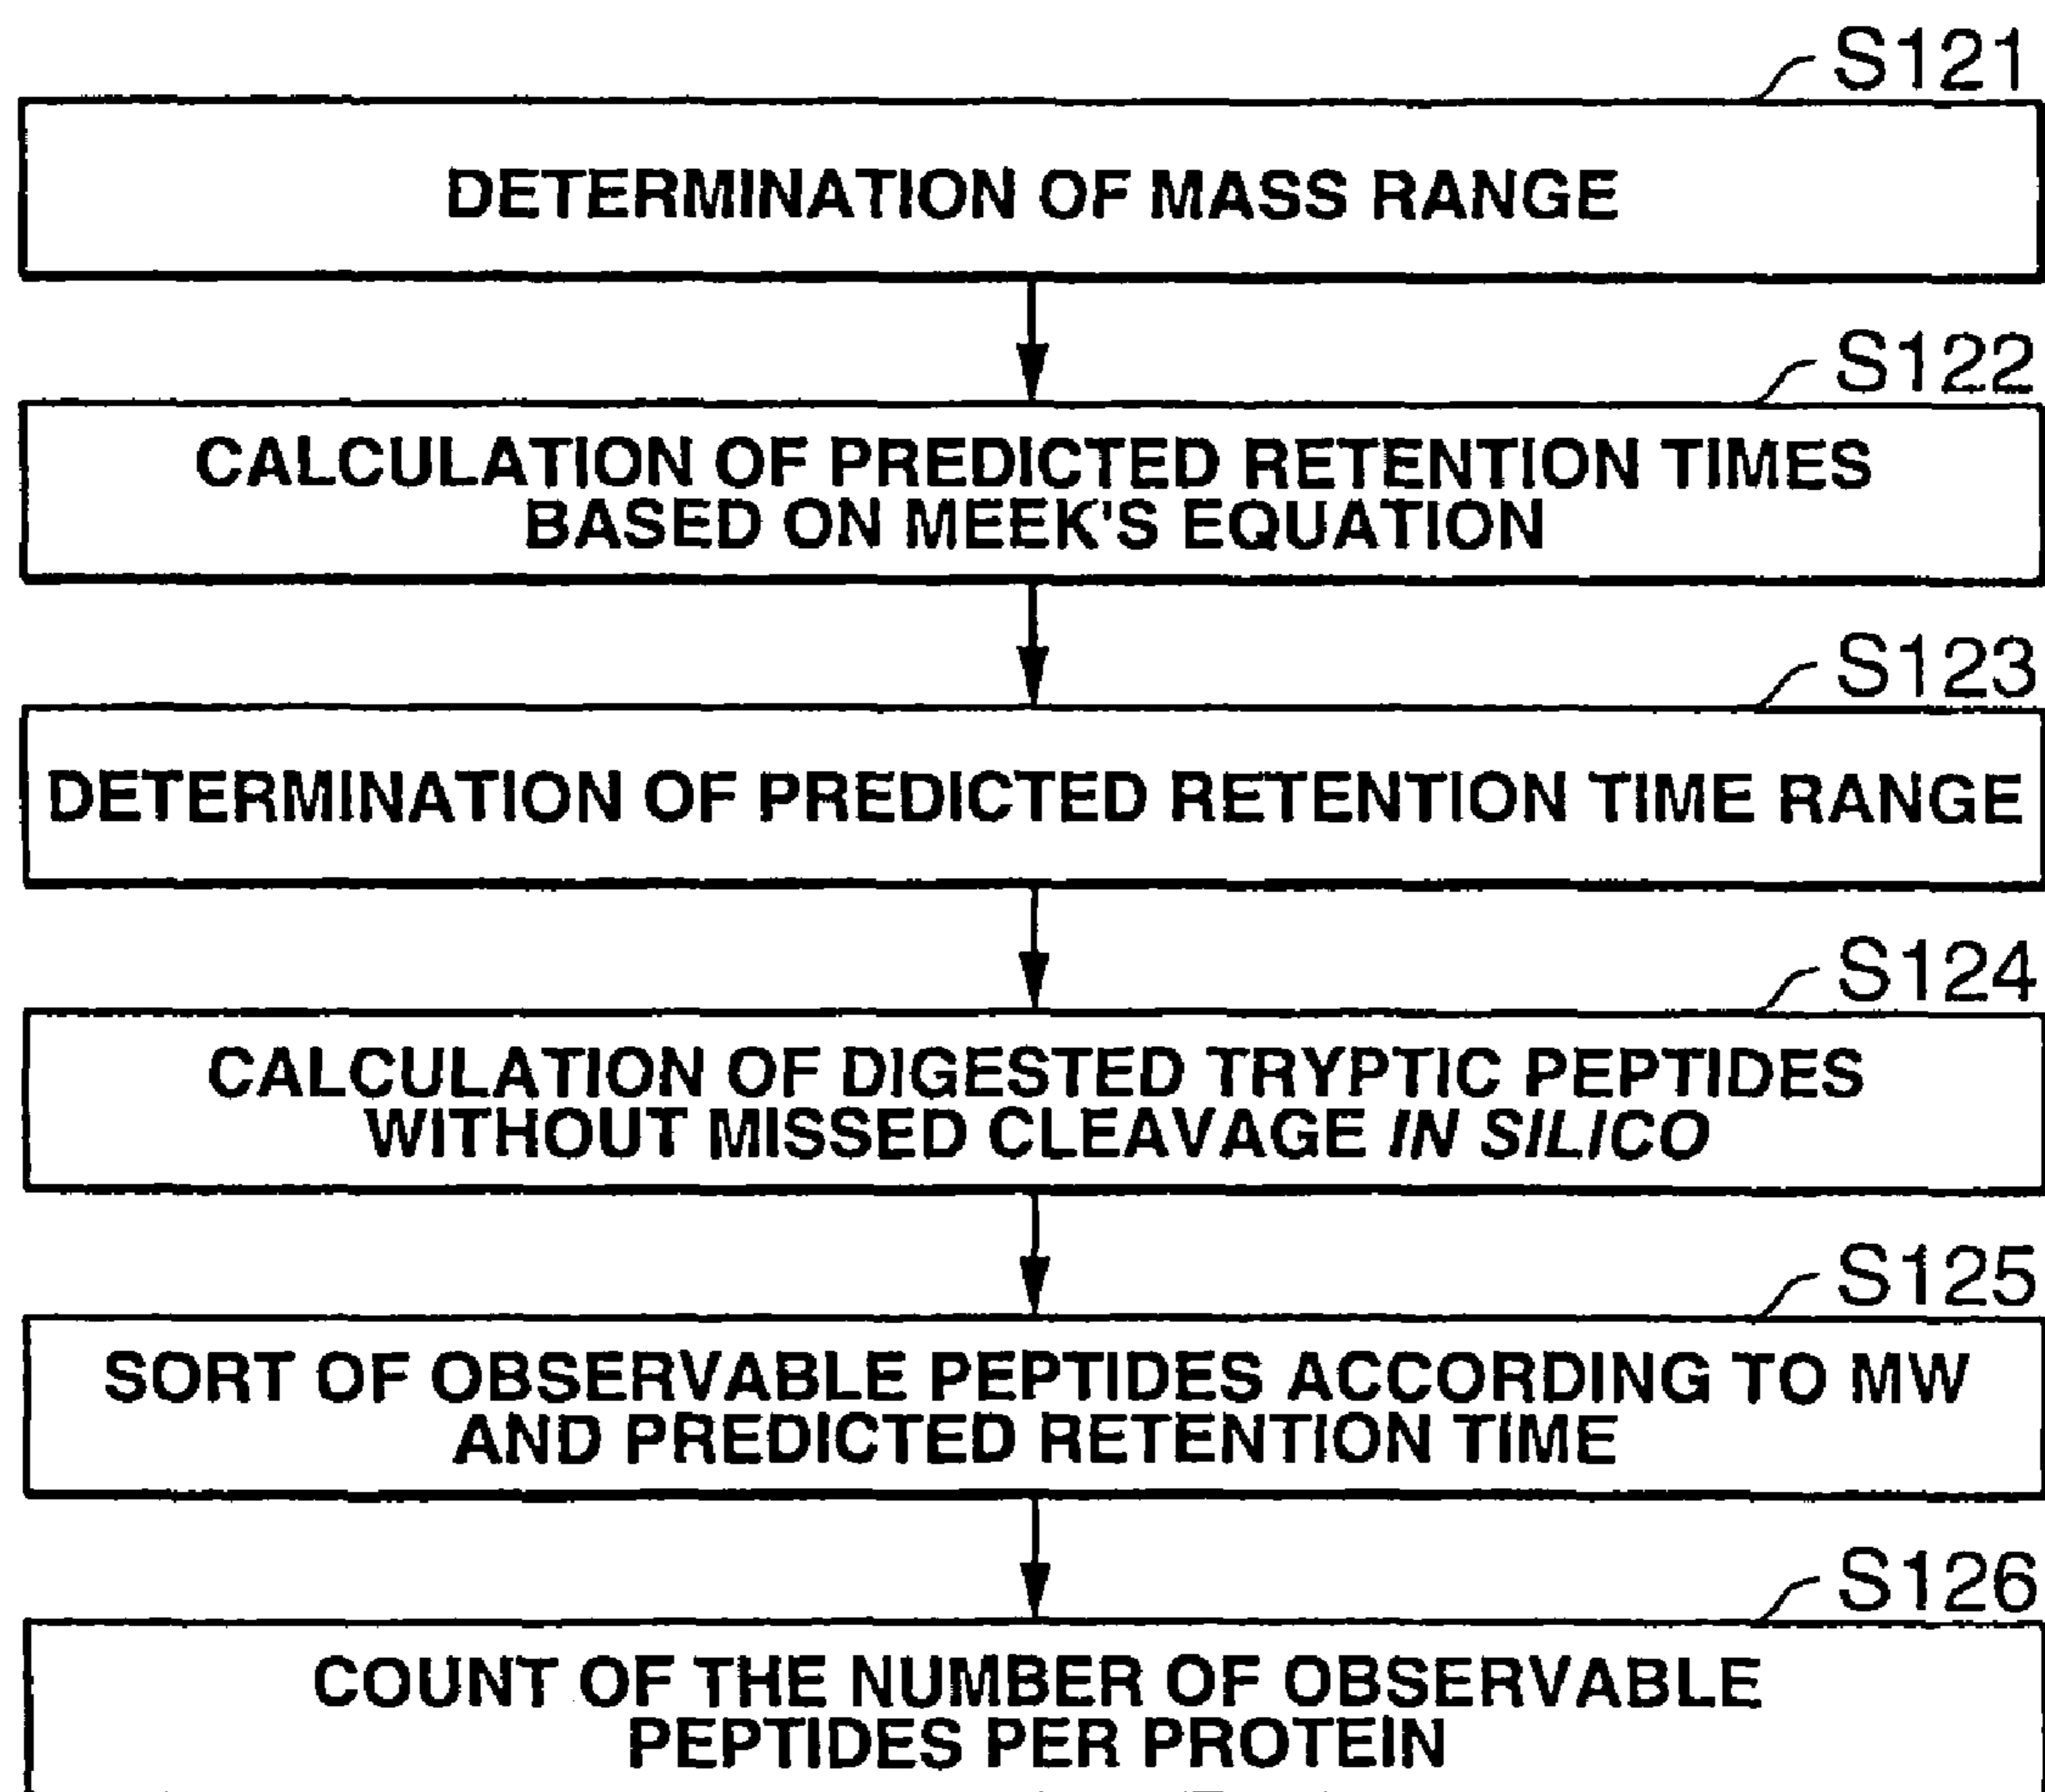 S121
DETERMINATION OF MASS RANGE
S122
CALCULATION OF PREDICTED RETENTION TIMES
BASED ON MEEK'S EQUATION
S123
DETERMINATION OF PREDICTED RETENTION TIME RANGE
S124
CALCULATION OF DIGESTED TRYPTIC PEPTIDES
WITHOUT MISSED CLEAVAGE IN SILICO
S125
SORT OF OBSERVABLE PEPTIDES ACCORDING TO MW
AND PREDICTED RETENTION TIME
S126
COUNT OF THE NUMBER OF OBSERVABLE
PEPTIDES PER PROTEIN